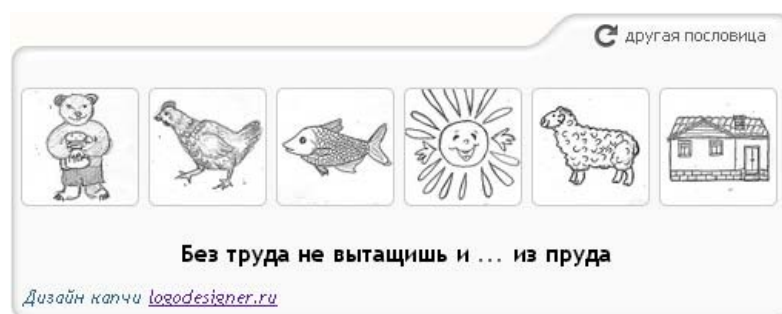 другая пословица
Без труда не вытащишь и ... из пруда
Дизайн капчи logodesigner.ru